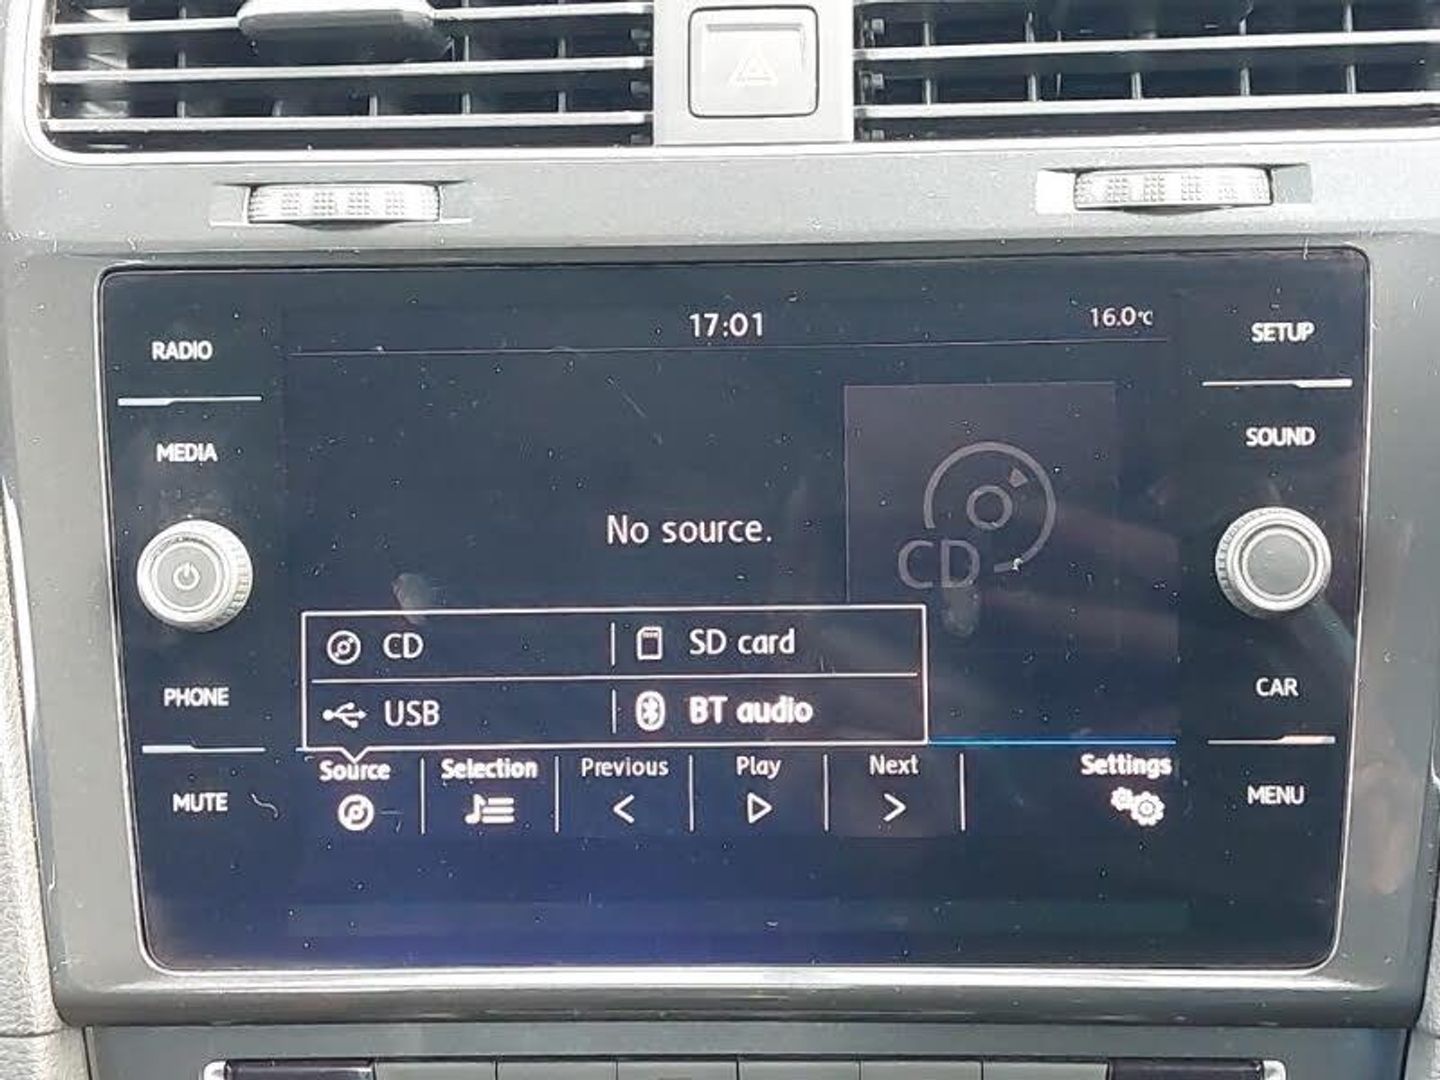 17:01
16.0°C
RADIO
SETUP
MEDIA
SOUND
No source.
CD
CD
SD card
USB
BT audio
PHONE
CAR
Source
Selection
Previous
Play
Next
Settings
MUTE
MENU